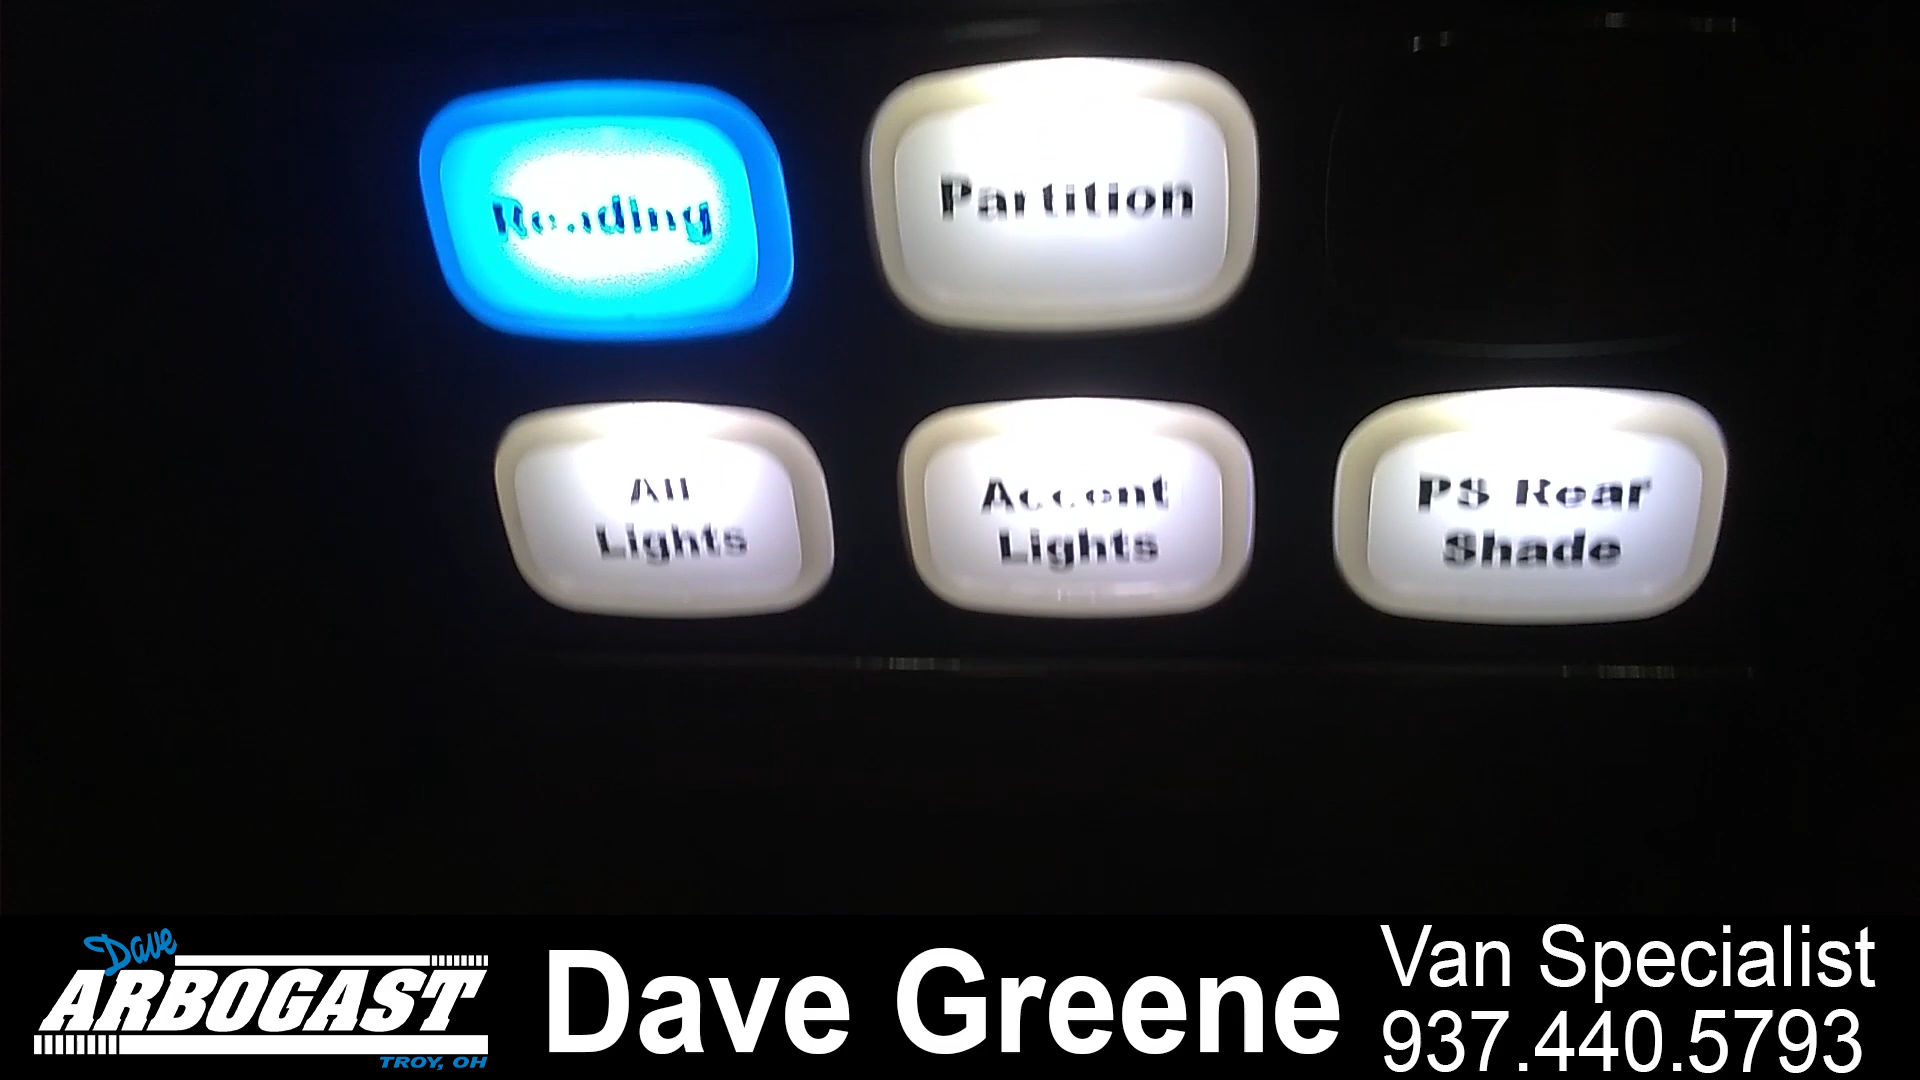 Reading
Partition
All
Lights
Accent
Lights
PS Rear
Shade
Dave
ARBOGAST
TROY, OH
Dave Greene
Van Specialist
937.440.5793